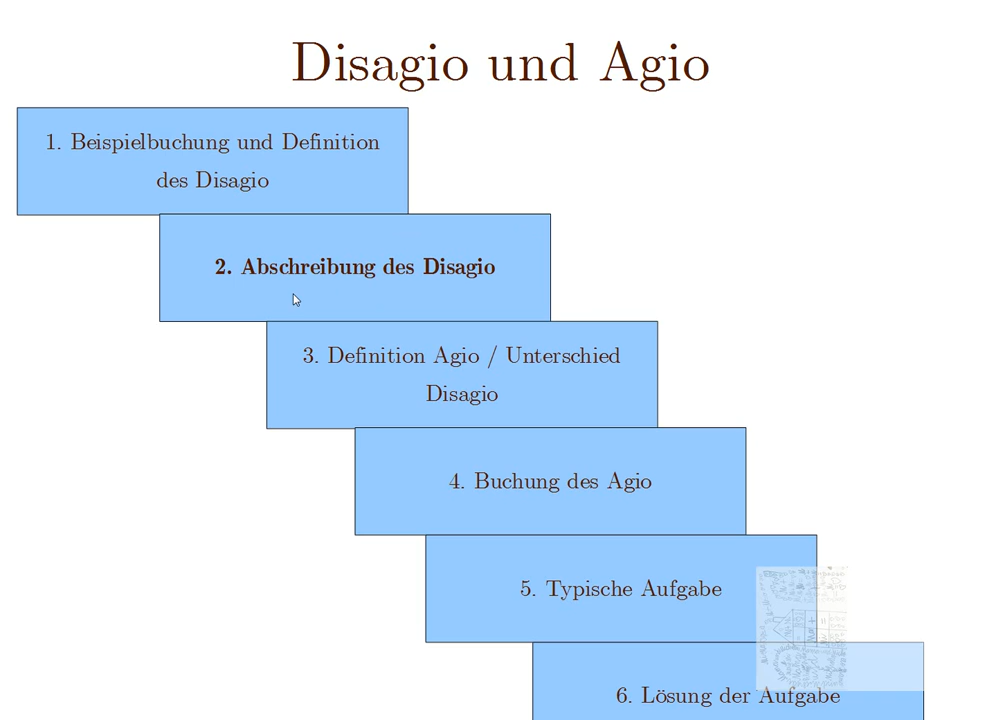 Disagio und Agio
1. Beispielbuchung und Definition
des Disagio
2. Abschreibung des Disagio
3. Definition Agio / Unterschied
Disagio
4. Buchung des Agio
5. Typische Aufgabe
6. Lösung der Aufgabe